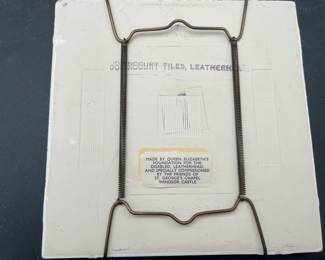 TILES, LEATHERHEAD
MADE BY QUEEN ELIZABETH'S
FOUNDATION FOR THE
DISABLED, LEATHERHEAD,
AND SPECIALLY COMMISSIONED
BY THE FRIENDS OF
ST. GEORGE'S CHAPEL
WINDSOR CASTLE